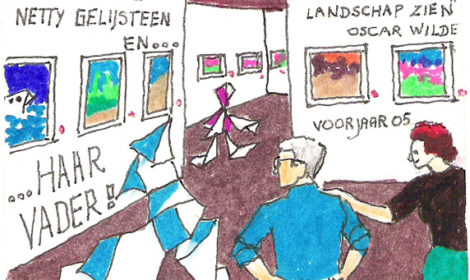 NETTY GELIJSTEEN
EN...
...HAAR
VADER!
LANDSCHAP ZIEN"
OSCAR WILDE
VOORJAAR 05